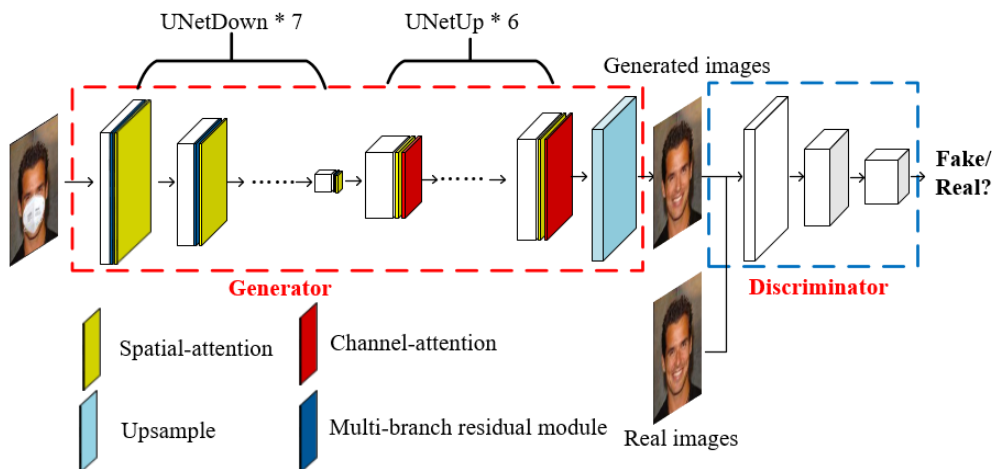 UNetDown * 7
UNetUp * 6
Generated images
Fake/
Real?
Generator
Discriminator
Spatial-attention
Channel-attention
Upsample
Multi-branch residual module
Real images